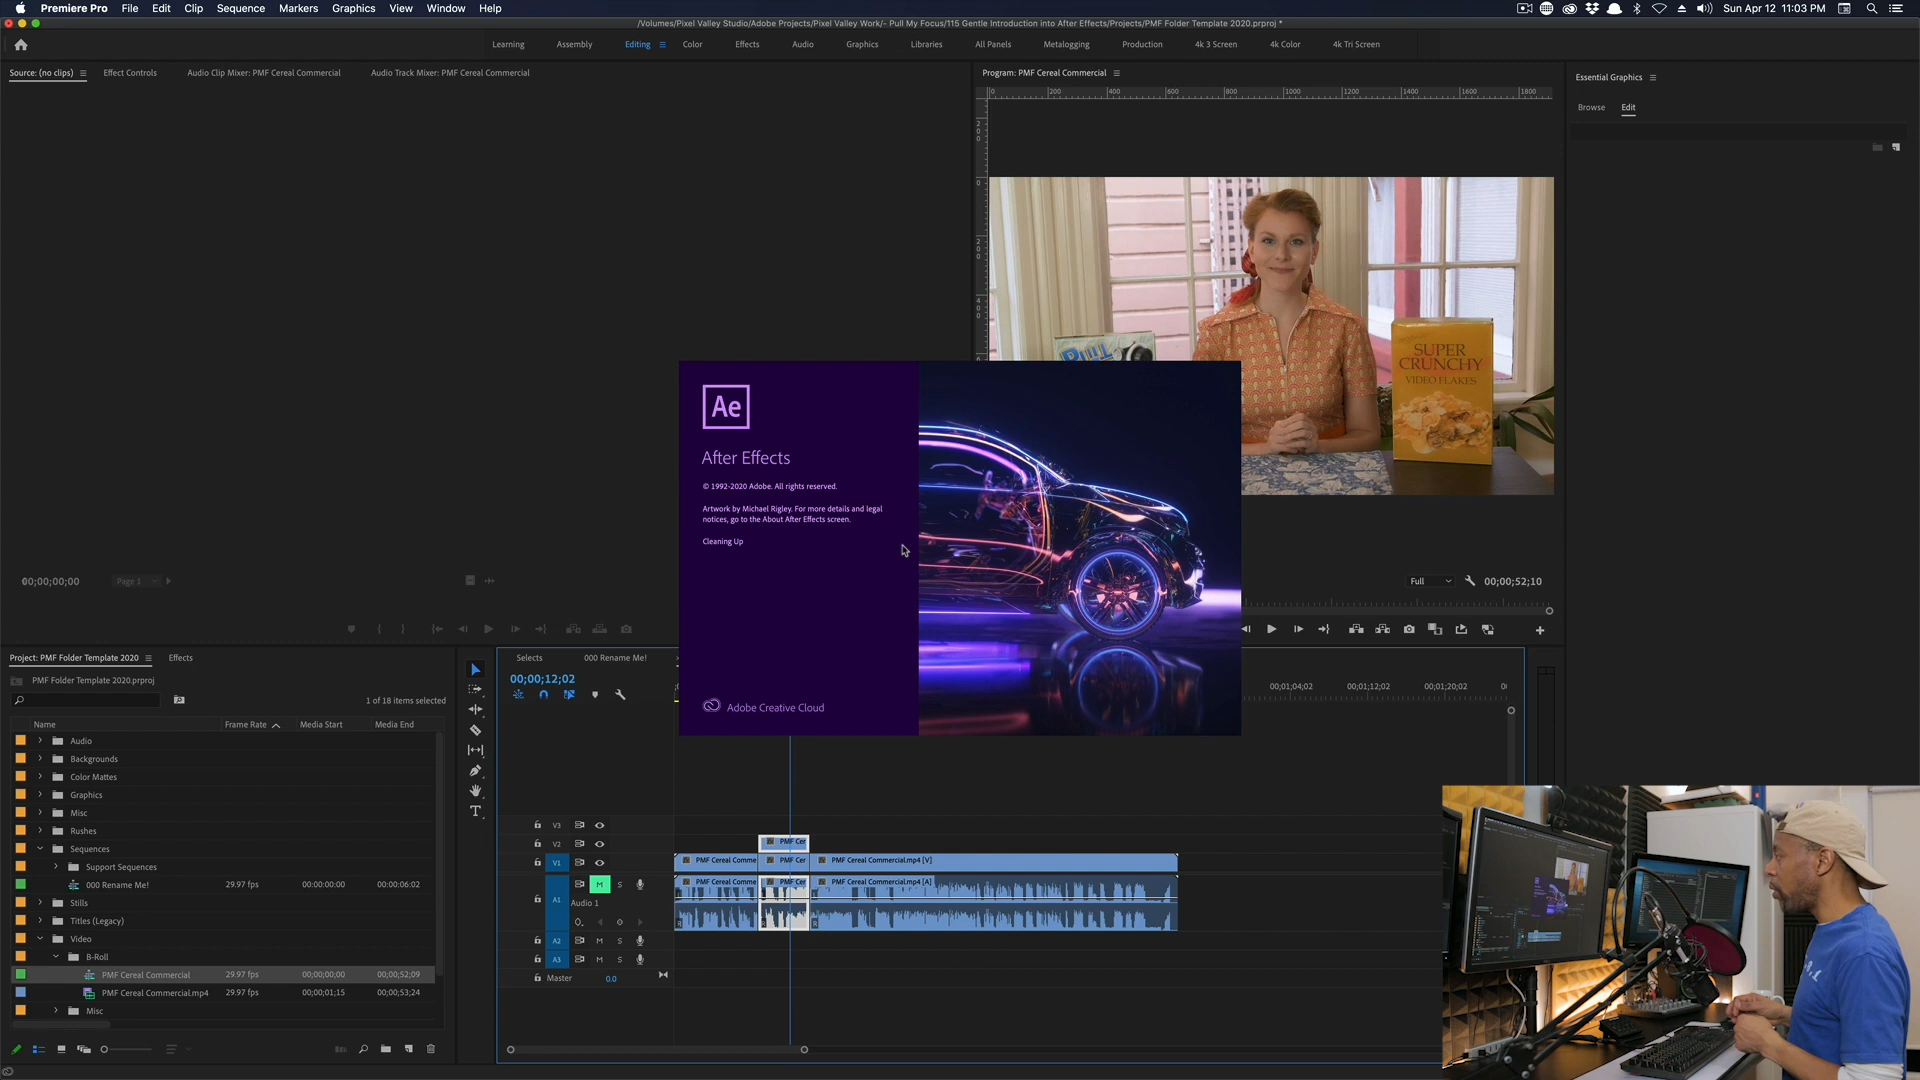 Premiere Pro File Edit Clip Sequence Markers Graphics View Window Help
Sun Apr 12 11:03 PM
/Volumes/Pixel Valley Studio/Adobe Projects/Pixel Valley Work/- Pull My Focus/115 Gentle Introduction into After Effects/Projects/PMF Folder Template 2020.prproj *
Learning Assembly Editing Color Effects Audio Graphics Libraries All Panels Metalogging Production 4k 3 Screen 4k Color 4k Tri Screen
Source: (no clips) Effect Controls Audio Clip Mixer: PMF Cereal Commercial Audio Track Mixer: PMF Cereal Commercial
Program: PMF Cereal Commercial
Essential Graphics
0 200 400 600 800 1000 1200 1400 1600 1800
Browse Edit
SUPER
CRUNCHY
VIDEO FLAKES
Ae
After Effects
© 1992-2020 Adobe. All rights reserved.
Artwork by Michael Rigley. For more details and legal
notices, go to the About After Effects screen.
Cleaning Up
Adobe Creative Cloud
00;00;00;00 Page 1
Full 00;00;52;10
Project: PMF Folder Template 2020 Effects
PMF Folder Template 2020.prproj
1 of 18 items selected
Name Frame Rate Media Start Media End
Audio
Backgrounds
Color Mattes
Graphics
Misc
Rushes
Sequences
Support Sequences
000 Rename Me! 29.97 fps 00:00:00:00 00:00:06:02
Stills
Titles (Legacy)
Video
B-Roll
PMF Cereal Commercial 29.97 fps 00;00;00;00 00;00;52;09
PMF Cereal Commercial.mp4 29.97 fps 00;00;01;15 00;00;53;24
Misc
Selects 000 Rename Me!
00;00;12;02
00;01;04;02 00;01;12;02 00;01;20;02
V3
V2 PMF Cer
V1 PMF Cereal Comme PMF Cer PMF Cereal Commercial.mp4 [V]
M S PMF Cereal Comme PMF Cer PMF Cereal Commercial.mp4 [A]
A1 Audio 1
A2 M S
A3 M S
Master 0.0